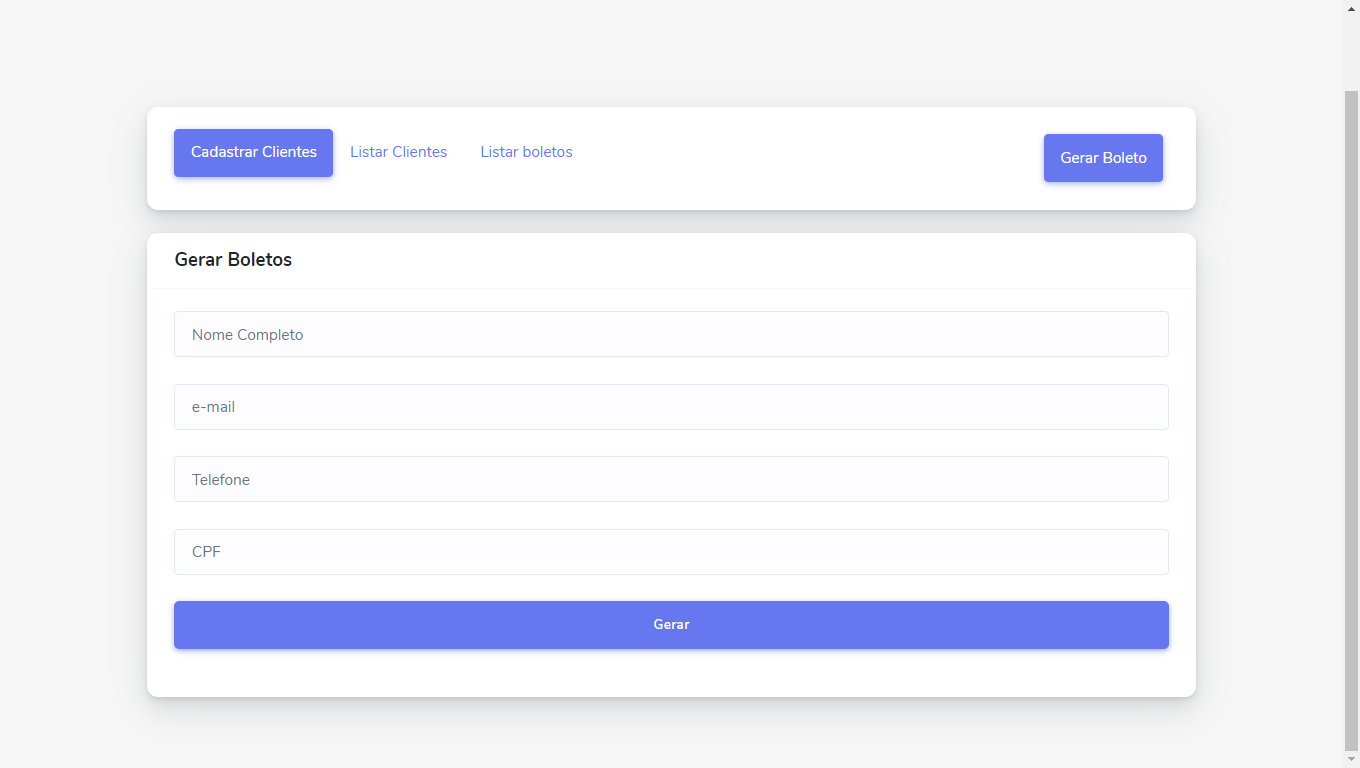 Cadastrar Clientes
Listar Clientes
Listar boletos
Gerar Boleto
Gerar Boletos
Nome Completo
e-mail
Telefone
CPF
Gerar